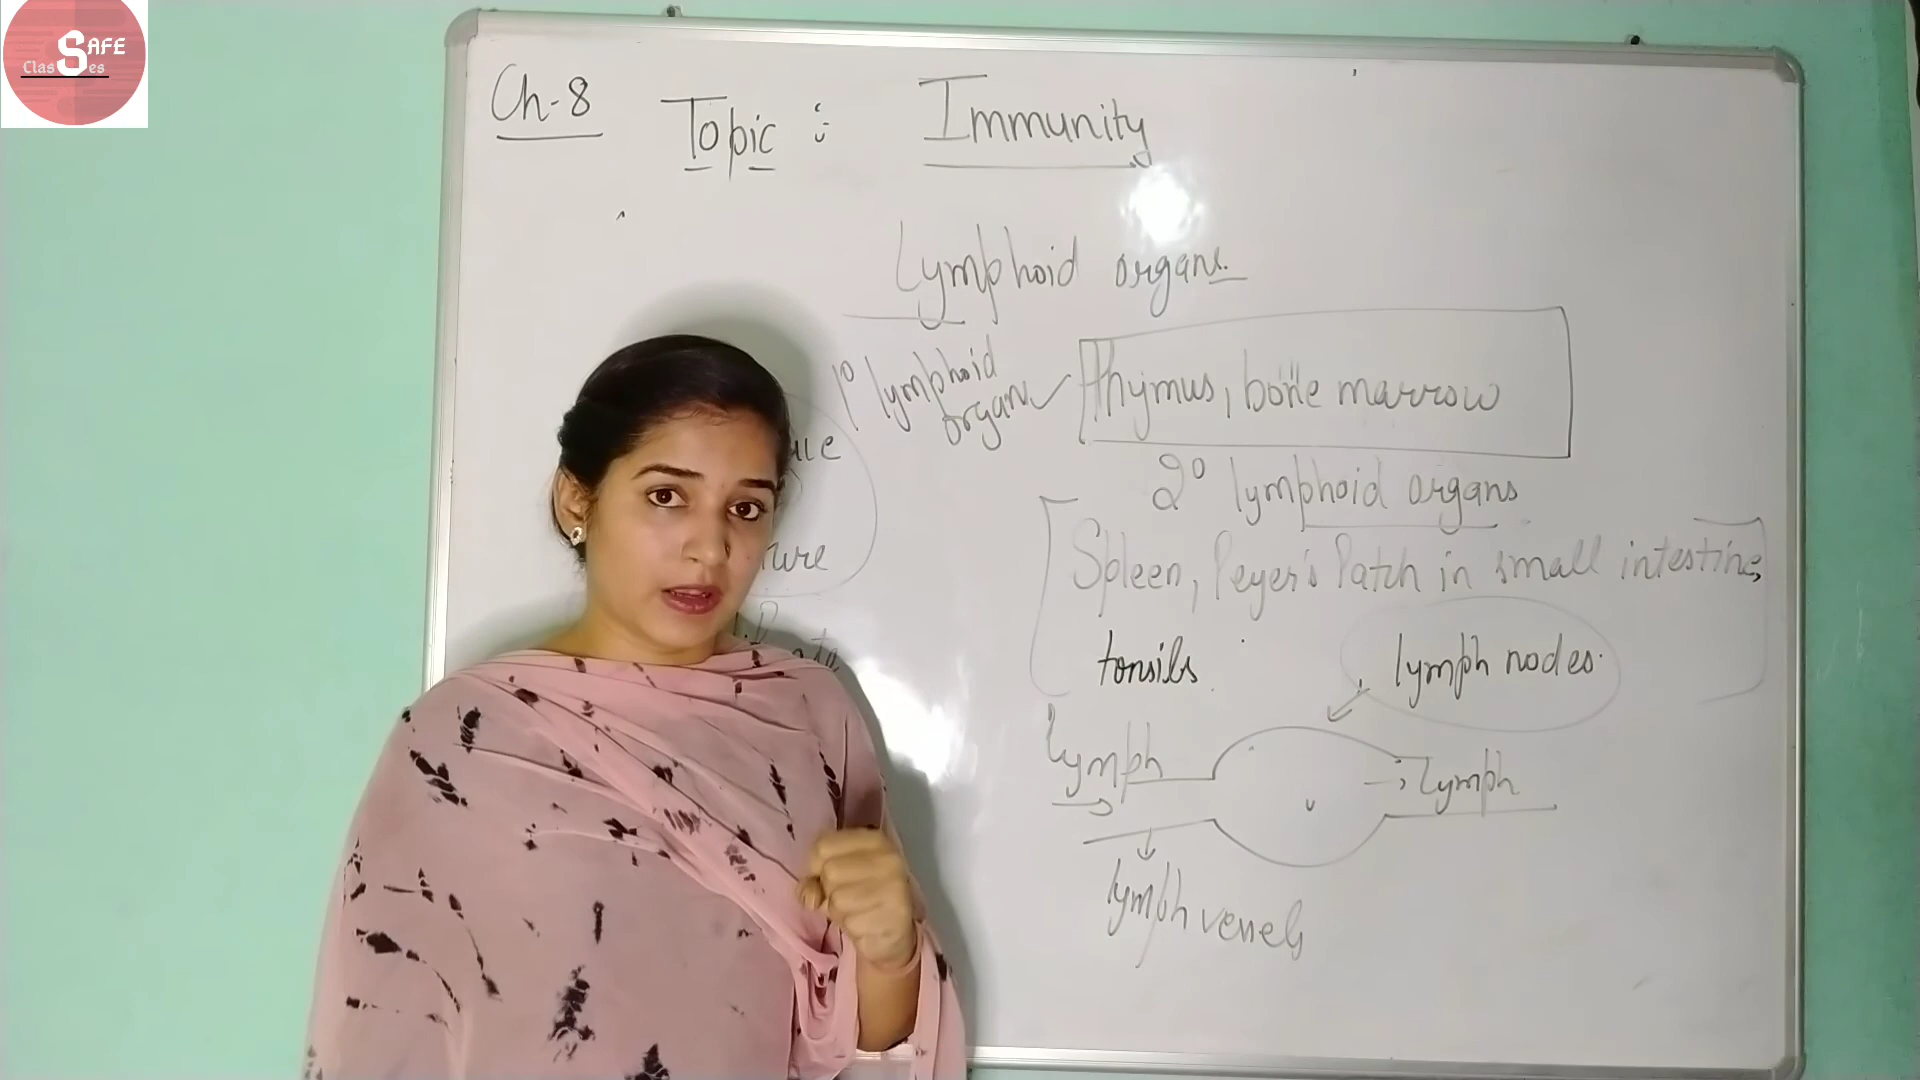 SAFE
Classes
Ch-8
Topic : Immunity
Lymphoid organs.
1° lymphoid
organs
thymus, bone marrow
2° lymphoid organs
Spleen, Peyer's Patch in small intestine,
tonsils
lymph nodes.
lymph
lymph
lymph vessels